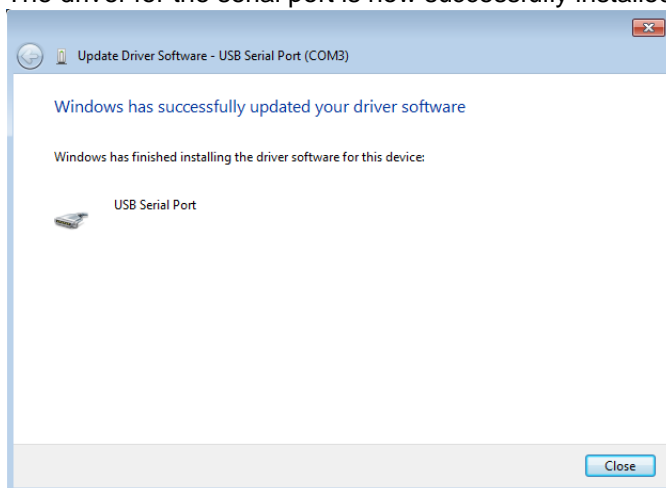 The driver for the serial port is now successfully installed
Update Driver Software - USB Serial Port (COM3)
Windows has successfully updated your driver software
Windows has finished installing the driver software for this device:
USB Serial Port
Close